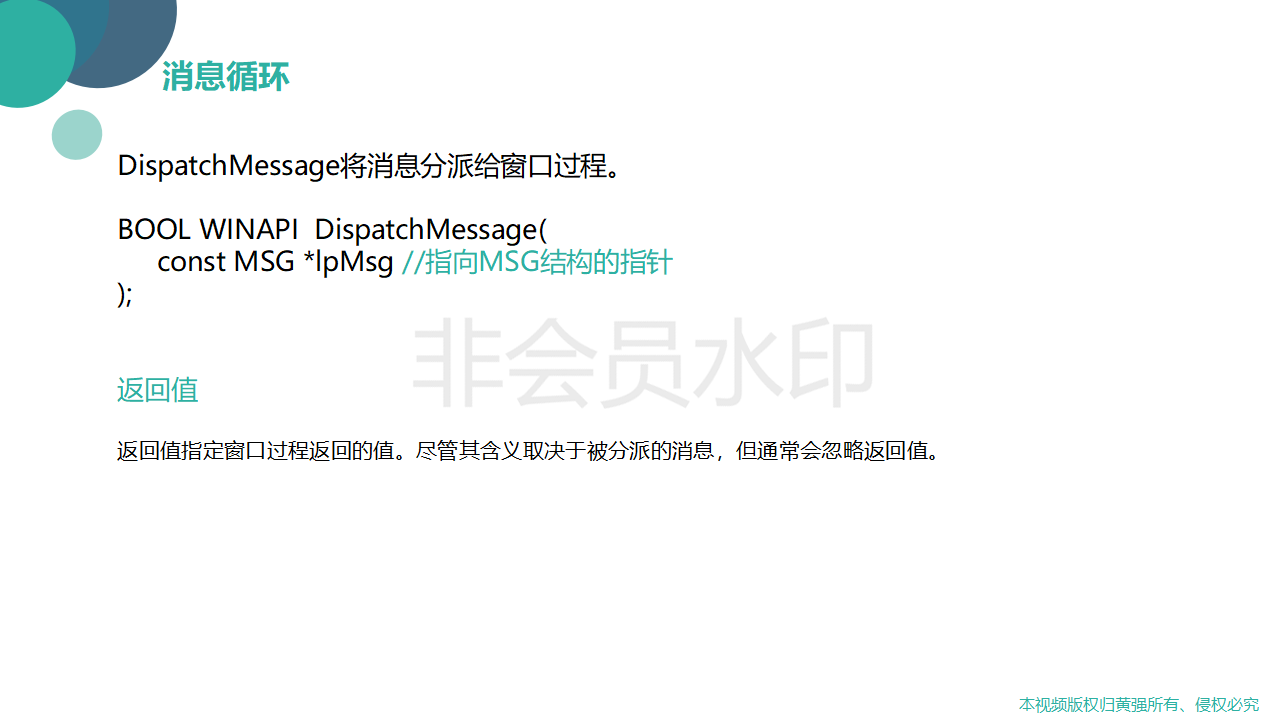 消息循环
DispatchMessage将消息分派给窗口过程。
BOOL WINAPI  DispatchMessage(
const MSG *lpMsg //指向MSG结构的指针
);
非会员水印
返回值
返回值指定窗口过程返回的值。尽管其含义取决于被分派的消息，但通常会忽略返回值。
本视频版权归黄强所有、侵权必究